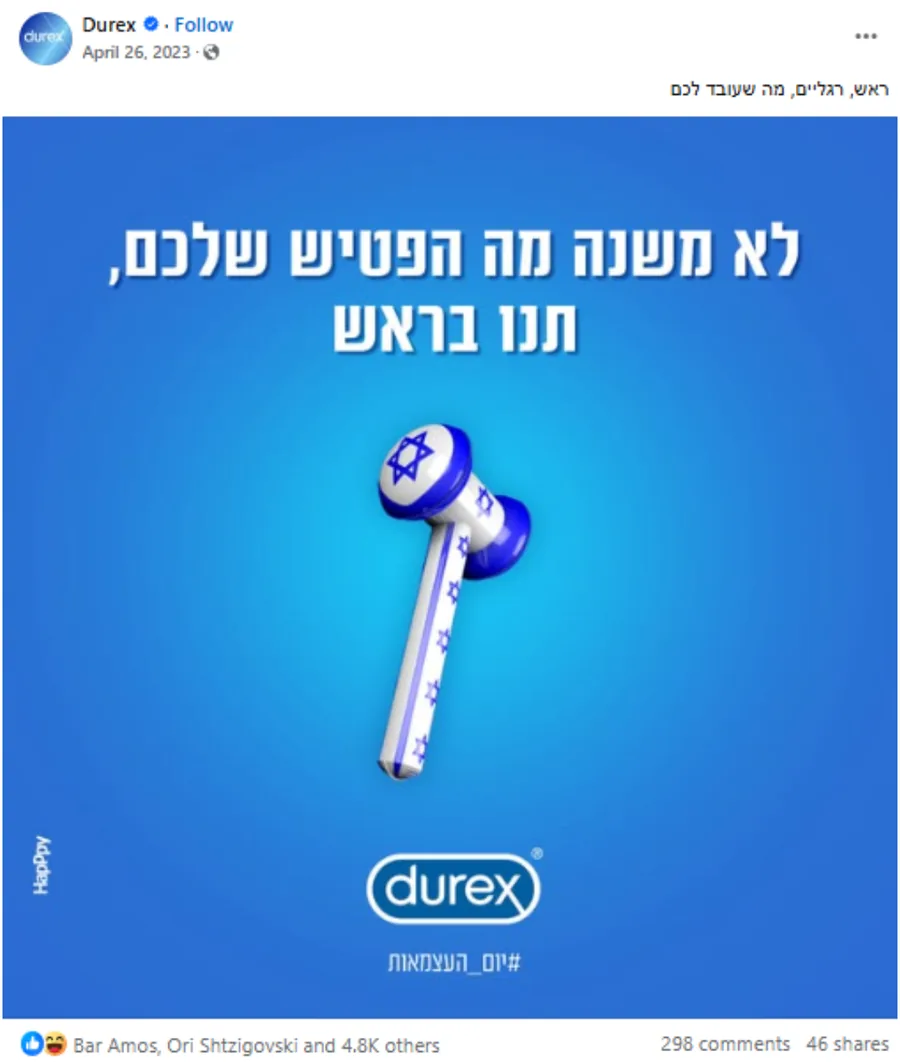 Durex · Follow
April 26, 2023 ·
ראש, רגליים, מה שעובד לכם
לא משנה מה הפטיש שלכם,
תנו בראש
HapPpy
durex®
#יום_העצמאות
Bar Amos, Ori Shtzigovski and 4.8K others
298 comments 46 shares